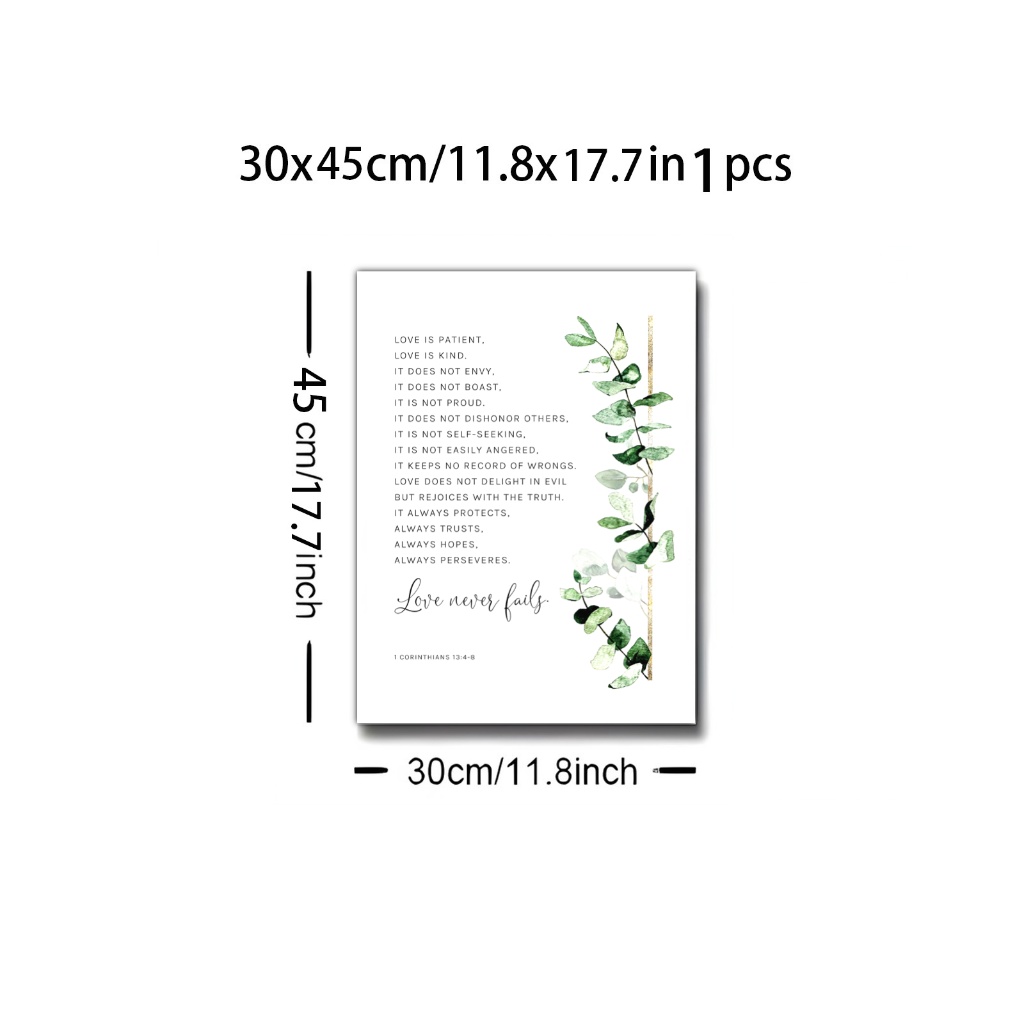 30x45cm/11.8x17.7in 1 pcs
LOVE IS PATIENT,
LOVE IS KIND.
IT DOES NOT ENVY,
IT DOES NOT BOAST,
IT IS NOT PROUD.
IT DOES NOT DISHONOR OTHERS,
IT IS NOT SELF-SEEKING,
IT IS NOT EASILY ANGERED,
IT KEEPS NO RECORD OF WRONGS.
LOVE DOES NOT DELIGHT IN EVIL
BUT REJOICES WITH THE TRUTH.
IT ALWAYS PROTECTS,
ALWAYS TRUSTS,
ALWAYS HOPES,
ALWAYS PERSEVERES.
Love never fails.
1 CORINTHIANS 13:4-8
45 cm/17.7inch
30cm/11.8inch